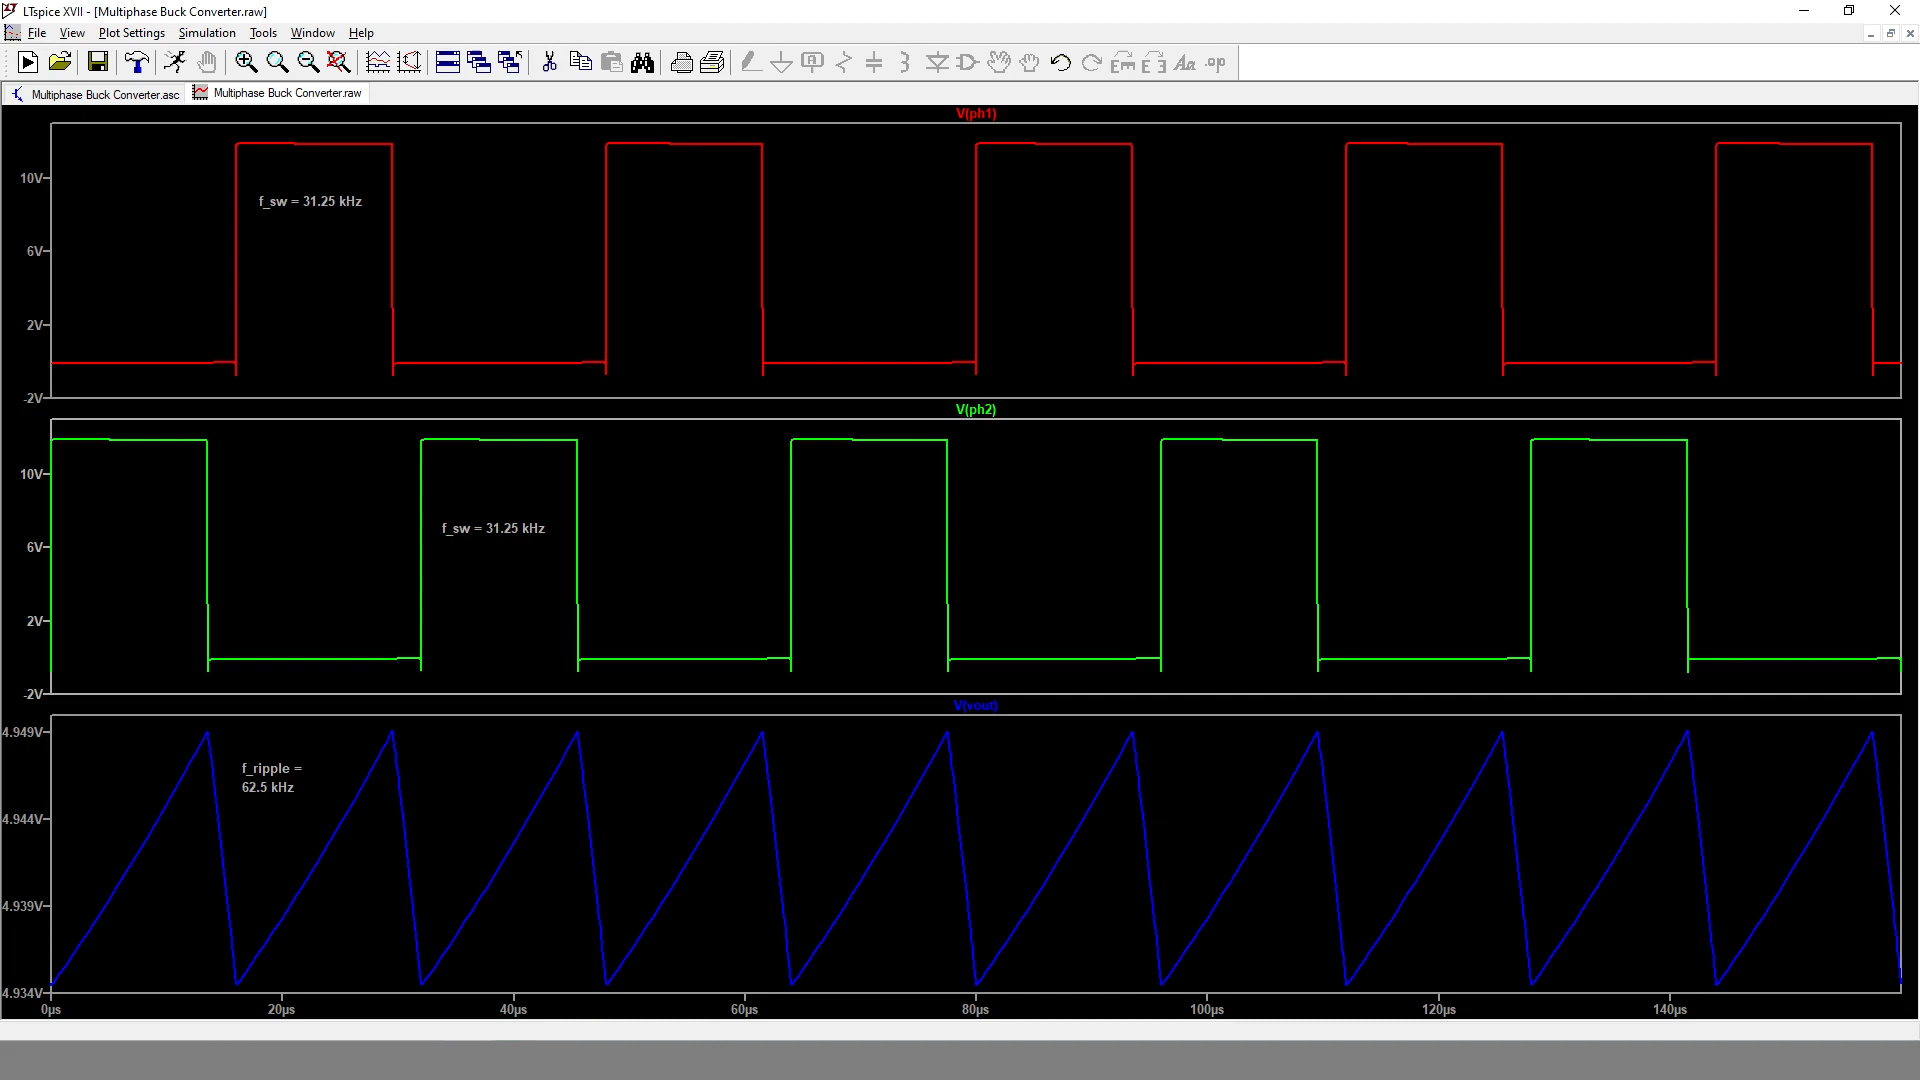 LTspice XVII - [Multiphase Buck Converter.raw]
File View Plot Settings Simulation Tools Window Help
Multiphase Buck Converter.asc Multiphase Buck Converter.raw
V(ph1)
10V
6V
2V
-2V
f_sw = 31.25 kHz
V(ph2)
10V
6V
2V
-2V
f_sw = 31.25 kHz
V(vout)
4.949V
4.944V
4.939V
4.934V
f_ripple =
62.5 kHz
0µs 20µs 40µs 60µs 80µs 100µs 120µs 140µs